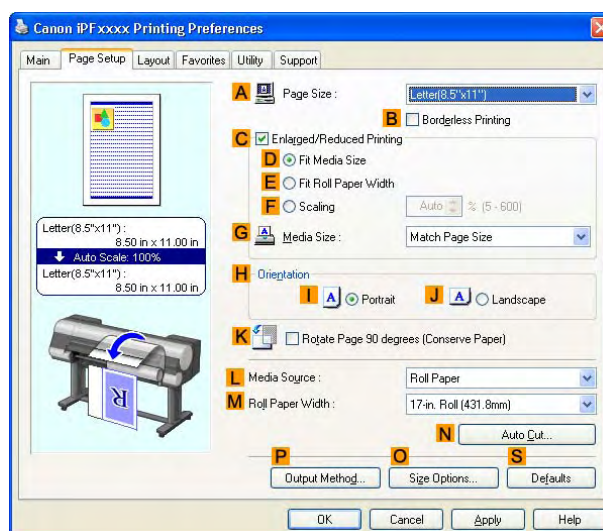 Canon iPFxxxx Printing Preferences
Main Page Setup Layout Favorites Utility Support
A Page Size : Letter(8.5"x11")
B Borderless Printing
C Enlarged/Reduced Printing
D Fit Media Size
E Fit Roll Paper Width
F Scaling Auto % (5 - 600)
G A Media Size : Match Page Size
H Orientation
I A Portrait J A Landscape
K Rotate Page 90 degrees (Conserve Paper)
L Media Source : Roll Paper
M Roll Paper Width : 17-in. Roll (431.8mm)
N Auto Cut...
P O S
Output Method... Size Options... Defaults
OK Cancel Apply Help
Letter(8.5"x11") :
8.50 in x 11.00 in
Auto Scale: 100%
Letter(8.5"x11") :
8.50 in x 11.00 in
R